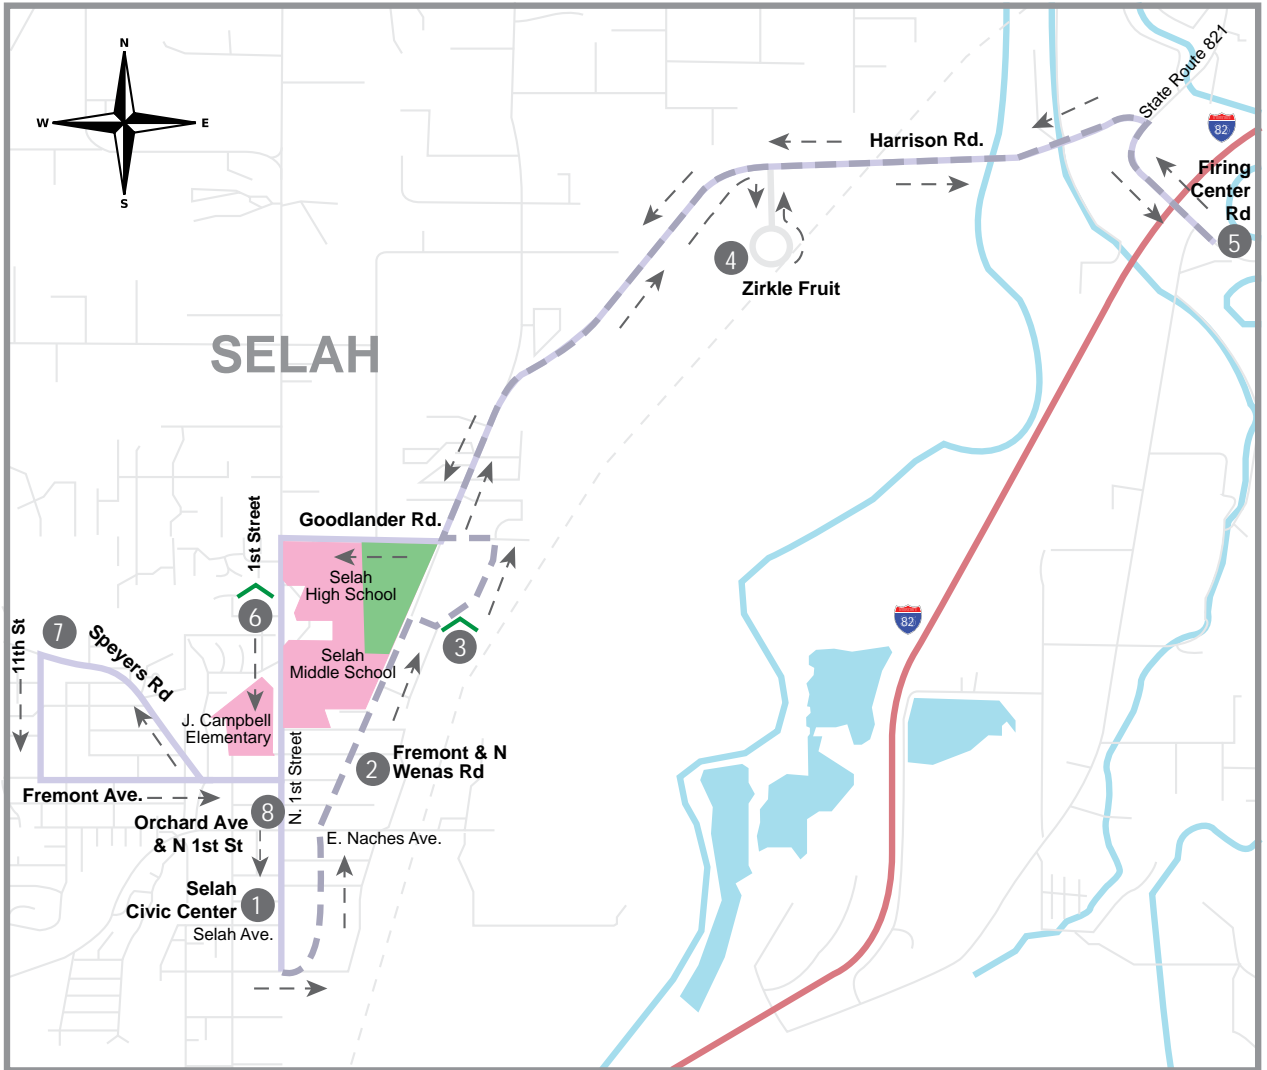 N
W
E
S
State Route 821
82
Harrison Rd.
Firing
Center
Rd
5
4
Zirkle Fruit
SELAH
1st Street
Goodlander Rd.
Selah
High School
6
82
7
11th St
Speyers Rd
3
Selah
Middle School
J. Campbell
Elementary
N. 1st Street
2
Fremont & N
Wenas Rd
Fremont Ave.
8
Orchard Ave
& N 1st St
E. Naches Ave.
Selah
Civic Center
1
Selah Ave.